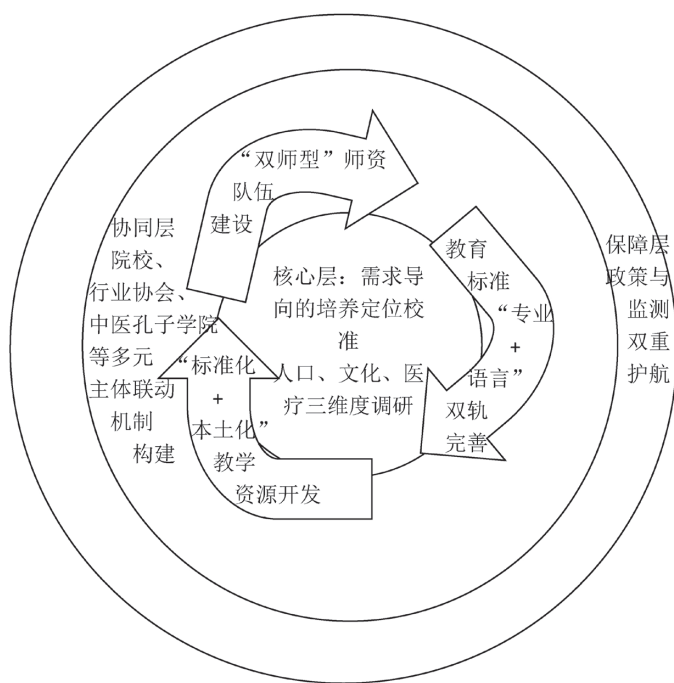 “双师型”师资
队伍
建设
协同层
院校、
行业协会、
中医孔子学院
等多元
主体联动
机制
构建
核心层：需求导
向的培养定位校
准
人口、文化、医
疗三维度调研
教育
标准
“专业
+
语言”
双轨
完善
“标准化
+
本土化”
教学
资源开发
保障层
政策与
监测
双重
护航